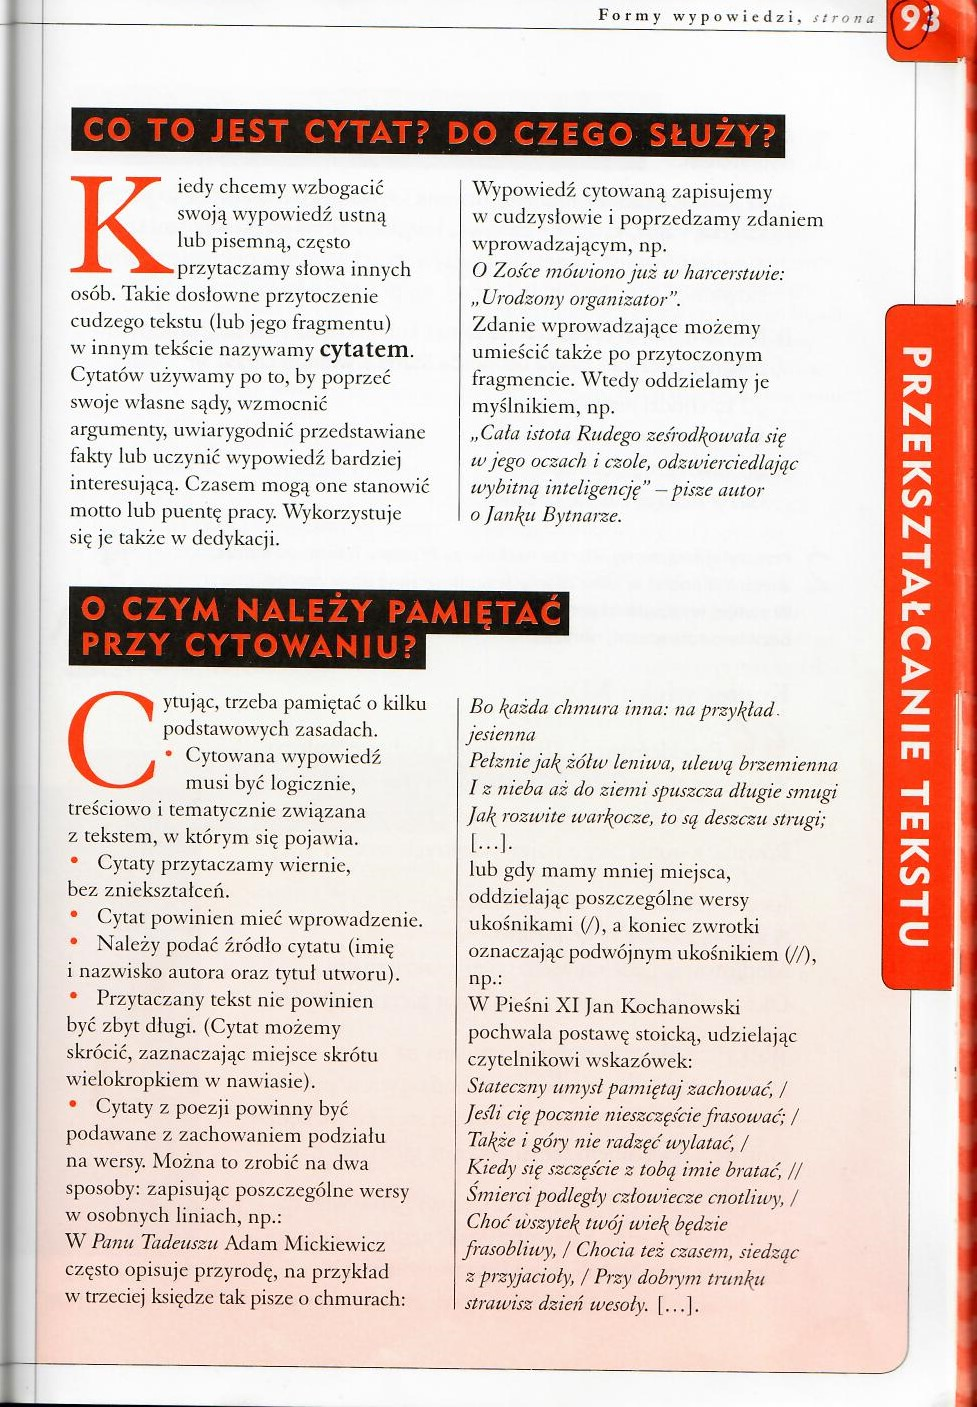 Formy wypowiedzi, strona 93
CO TO JEST CYTAT? DO CZEGO SŁUŻY?
Kiedy chcemy wzbogacić
swoją wypowiedź ustną
lub pisemną, często
przytaczamy słowa innych
osób. Takie dosłowne przytoczenie
cudzego tekstu (lub jego fragmentu)
w innym tekście nazywamy cytatem.
Cytatów używamy po to, by poprzeć
swoje własne sądy, wzmocnić
argumenty, uwiarygodnić przedstawiane
fakty lub uczynić wypowiedź bardziej
interesującą. Czasem mogą one stanowić
motto lub puentę pracy. Wykorzystuje
się je także w dedykacji.
Wypowiedź cytowaną zapisujemy
w cudzysłowie i poprzedzamy zdaniem
wprowadzającym, np.
O Zośce mówiono już w harcerstwie:
„Urodzony organizator”.
Zdanie wprowadzające możemy
umieścić także po przytoczonym
fragmencie. Wtedy oddzielamy je
myślnikiem, np.
„Cała istota Rudego ześrodkowała się
w jego oczach i czole, odzwierciedlając
wybitną inteligencję” – pisze autor
o Janku Bytnarze.
O CZYM NALEŻY PAMIĘTAĆ
PRZY CYTOWANIU?
Cytując, trzeba pamiętać o kilku
podstawowych zasadach.
• Cytowana wypowiedź
musi być logicznie,
treściowo i tematycznie związana
z tekstem, w którym się pojawia.
• Cytaty przytaczamy wiernie,
bez zniekształceń.
• Cytat powinien mieć wprowadzenie.
• Należy podać źródło cytatu (imię
i nazwisko autora oraz tytuł utworu).
• Przytaczany tekst nie powinien
być zbyt długi. (Cytat możemy
skrócić, zaznaczając miejsce skrótu
wielokropkiem w nawiasie).
• Cytaty z poezji powinny być
podawane z zachowaniem podziału
na wersy. Można to zrobić na dwa
sposoby: zapisując poszczególne wersy
w osobnych liniach, np.:
W Panu Tadeuszu Adam Mickiewicz
często opisuje przyrodę, na przykład
w trzeciej księdze tak pisze o chmurach:
Bo każda chmura inna: na przykład
jesienna
Pełznie jak żółw leniwa, ulewą brzemienna
I z nieba aż do ziemi spuszcza długie smugi
Jak rozwite warkocze, to są deszczu strugi;
[...].
lub gdy mamy mniej miejsca,
oddzielając poszczególne wersy
ukośnikami (/), a koniec zwrotki
oznaczając podwójnym ukośnikiem (//),
np.:
W Pieśni XI Jan Kochanowski
pochwala postawę stoicką, udzielając
czytelnikowi wskazówek:
Stateczny umysł pamiętaj zachować, /
Jeśli cię pocznie nieszczęście frasować; /
Także i góry nie radzęć wylatać, /
Kiedy się szczęście z tobą imie bratać, //
Śmierci podległy człowiecze cnotliwy, /
Choć wszytek twój wiek będzie
frasobliwy, / Chocia też czasem, siedząc
z przyjacioły, / Przy dobrym trunku
strawisz dzień wesoły. [...].
PRZEKSZTAŁCANIE TEKSTU